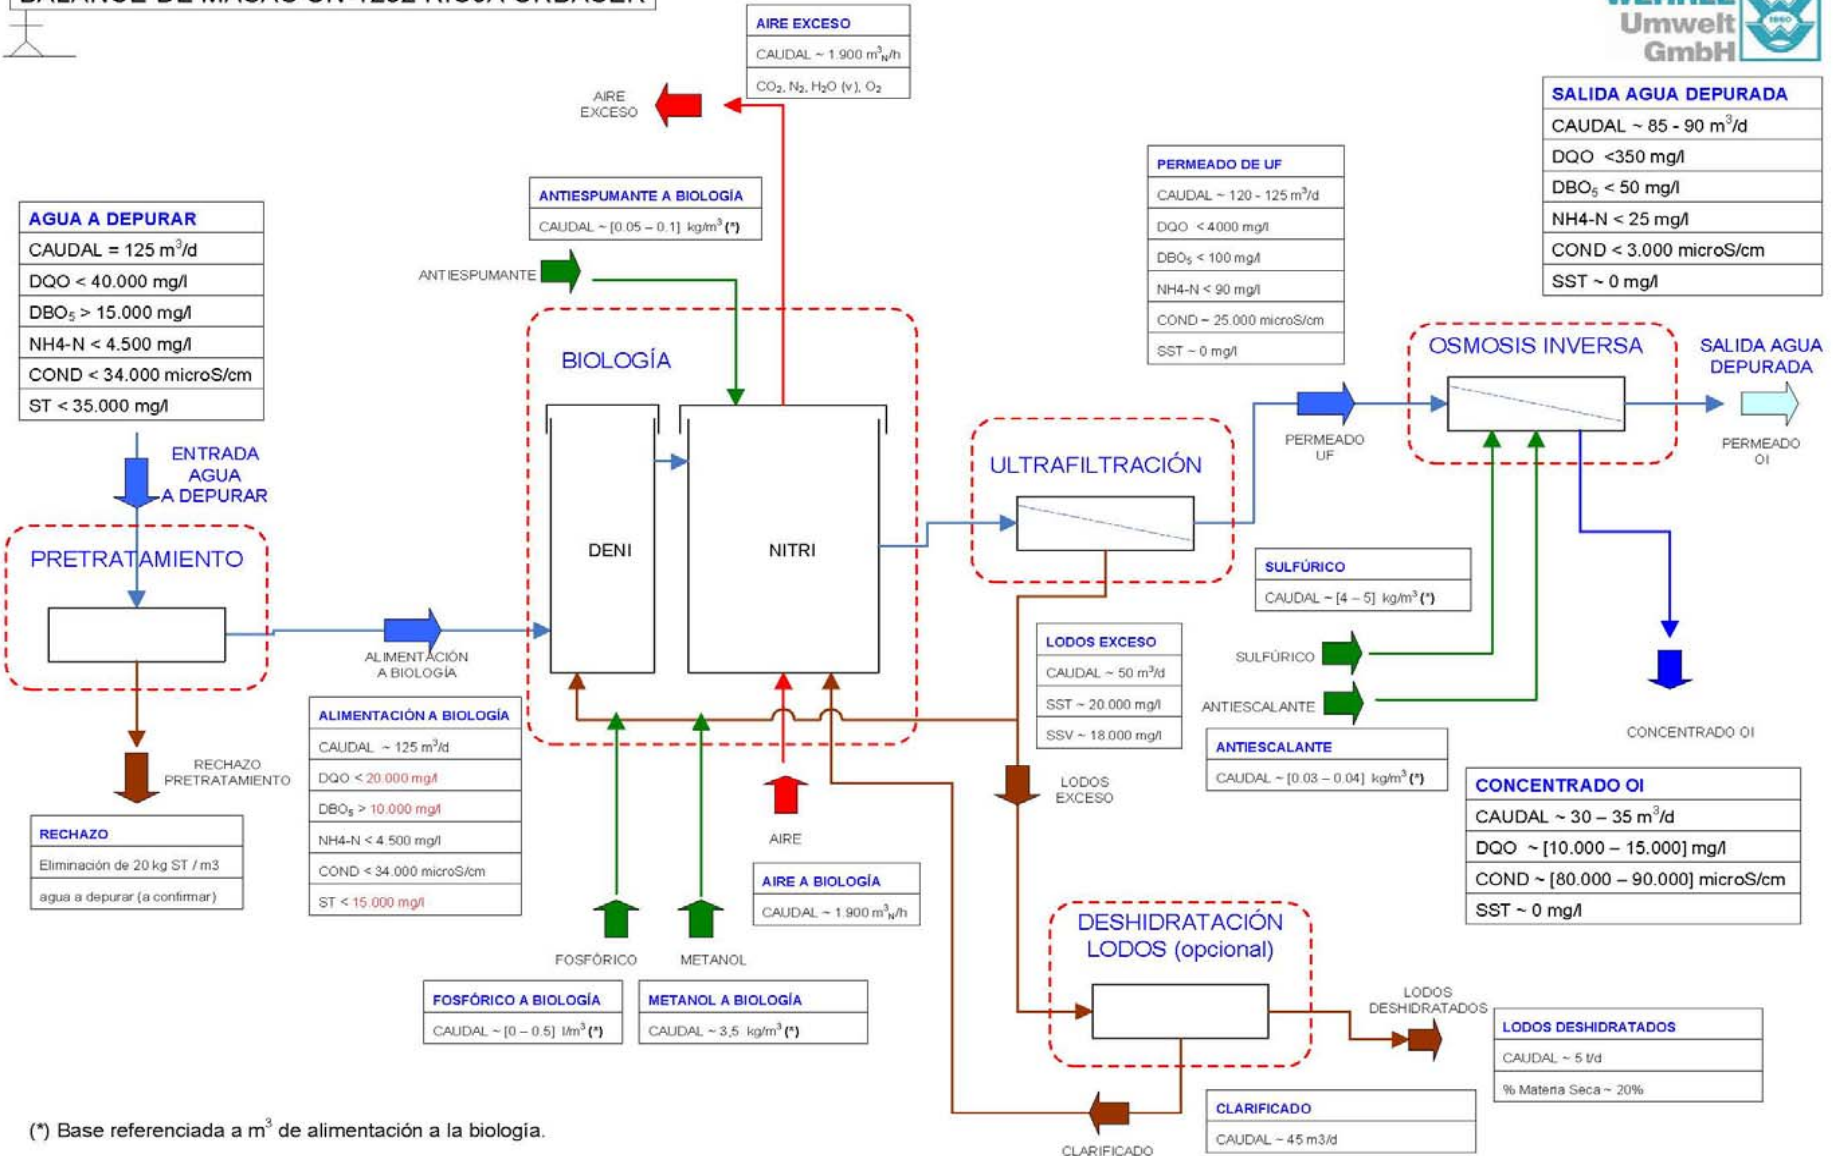 BALANCE DE MASAS ON 1232 RIOJA URBASER
WEHRLE
Umwelt
GmbH
1860
AIRE EXCESO
CAUDAL ~ 1.900 m³N/h
CO₂, N₂, H₂O (v), O₂
AIRE
EXCESO
SALIDA AGUA DEPURADA
CAUDAL ~ 85 - 90 m³/d
DQO <350 mg/l
DBO₅ < 50 mg/l
NH4-N < 25 mg/l
COND < 3.000 microS/cm
SST ~ 0 mg/l
PERMEADO DE UF
CAUDAL ~ 120 - 125 m³/d
DQO < 4000 mg/l
DBO₅ < 100 mg/l
NH4-N < 90 mg/l
COND ~ 25.000 microS/cm
SST ~ 0 mg/l
ANTIESPUMANTE A BIOLOGÍA
CAUDAL ~ [0.05 – 0.1] kg/m³ (*)
ANTIESPUMANTE
AGUA A DEPURAR
CAUDAL = 125 m³/d
DQO < 40.000 mg/l
DBO₅ > 15.000 mg/l
NH4-N < 4.500 mg/l
COND < 34.000 microS/cm
ST < 35.000 mg/l
ENTRADA
AGUA
A DEPURAR
PRETRATAMIENTO
BIOLOGÍA
DENI
NITRI
ULTRAFILTRACIÓN
PERMEADO
UF
OSMOSIS INVERSA
SALIDA AGUA
DEPURADA
PERMEADO
OI
ALIMENTACIÓN
A BIOLOGÍA
RECHAZO
PRETRATAMIENTO
RECHAZO
Eliminación de 20 kg ST / m3
agua a depurar (a confirmar)
ALIMENTACIÓN A BIOLOGÍA
CAUDAL ~ 125 m³/d
DQO < 20.000 mg/l
DBO₅ > 10.000 mg/l
NH4-N < 4.500 mg/l
COND < 34.000 microS/cm
ST < 15.000 mg/l
SULFÚRICO
CAUDAL ~ [4 – 5] kg/m³ (*)
SULFÚRICO
ANTIESCALANTE
ANTIESCALANTE
CAUDAL ~ [0.03 – 0.04] kg/m³ (*)
LODOS EXCESO
CAUDAL ~ 50 m³/d
SST ~ 20.000 mg/l
SSV ~ 18.000 mg/l
LODOS
EXCESO
CONCENTRADO OI
CONCENTRADO OI
CAUDAL ~ 30 – 35 m³/d
DQO ~ [10.000 – 15.000] mg/l
COND ~ [80.000 – 90.000] microS/cm
SST ~ 0 mg/l
AIRE
AIRE A BIOLOGÍA
CAUDAL ~ 1.900 m³N/h
FOSFÓRICO
METANOL
FOSFÓRICO A BIOLOGÍA
CAUDAL ~ [0 – 0.5] l/m³ (*)
METANOL A BIOLOGÍA
CAUDAL ~ 3,5 kg/m³ (*)
DESHIDRATACIÓN
LODOS (opcional)
LODOS
DESHIDRATADOS
LODOS DESHIDRATADOS
CAUDAL ~ 5 t/d
% Materia Seca ~ 20%
CLARIFICADO
CLARIFICADO
CAUDAL ~ 45 m3/d
(*) Base referenciada a m³ de alimentación a la biología.